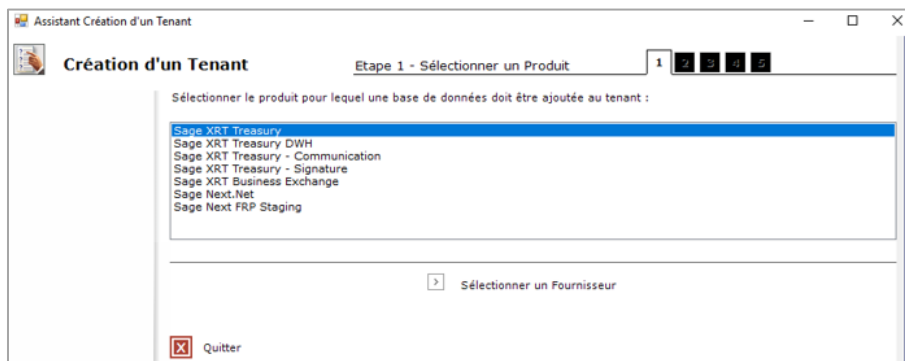 Assistant Création d'un Tenant
Création d'un Tenant
Etape 1 - Sélectionner un Produit
1 2 3 4 5
Sélectionner le produit pour lequel une base de données doit être ajoutée au tenant :
Sage XRT Treasury
Sage XRT Treasury DWH
Sage XRT Treasury - Communication
Sage XRT Treasury - Signature
Sage XRT Business Exchange
Sage Next.Net
Sage Next FRP Staging
Sélectionner un Fournisseur
Quitter